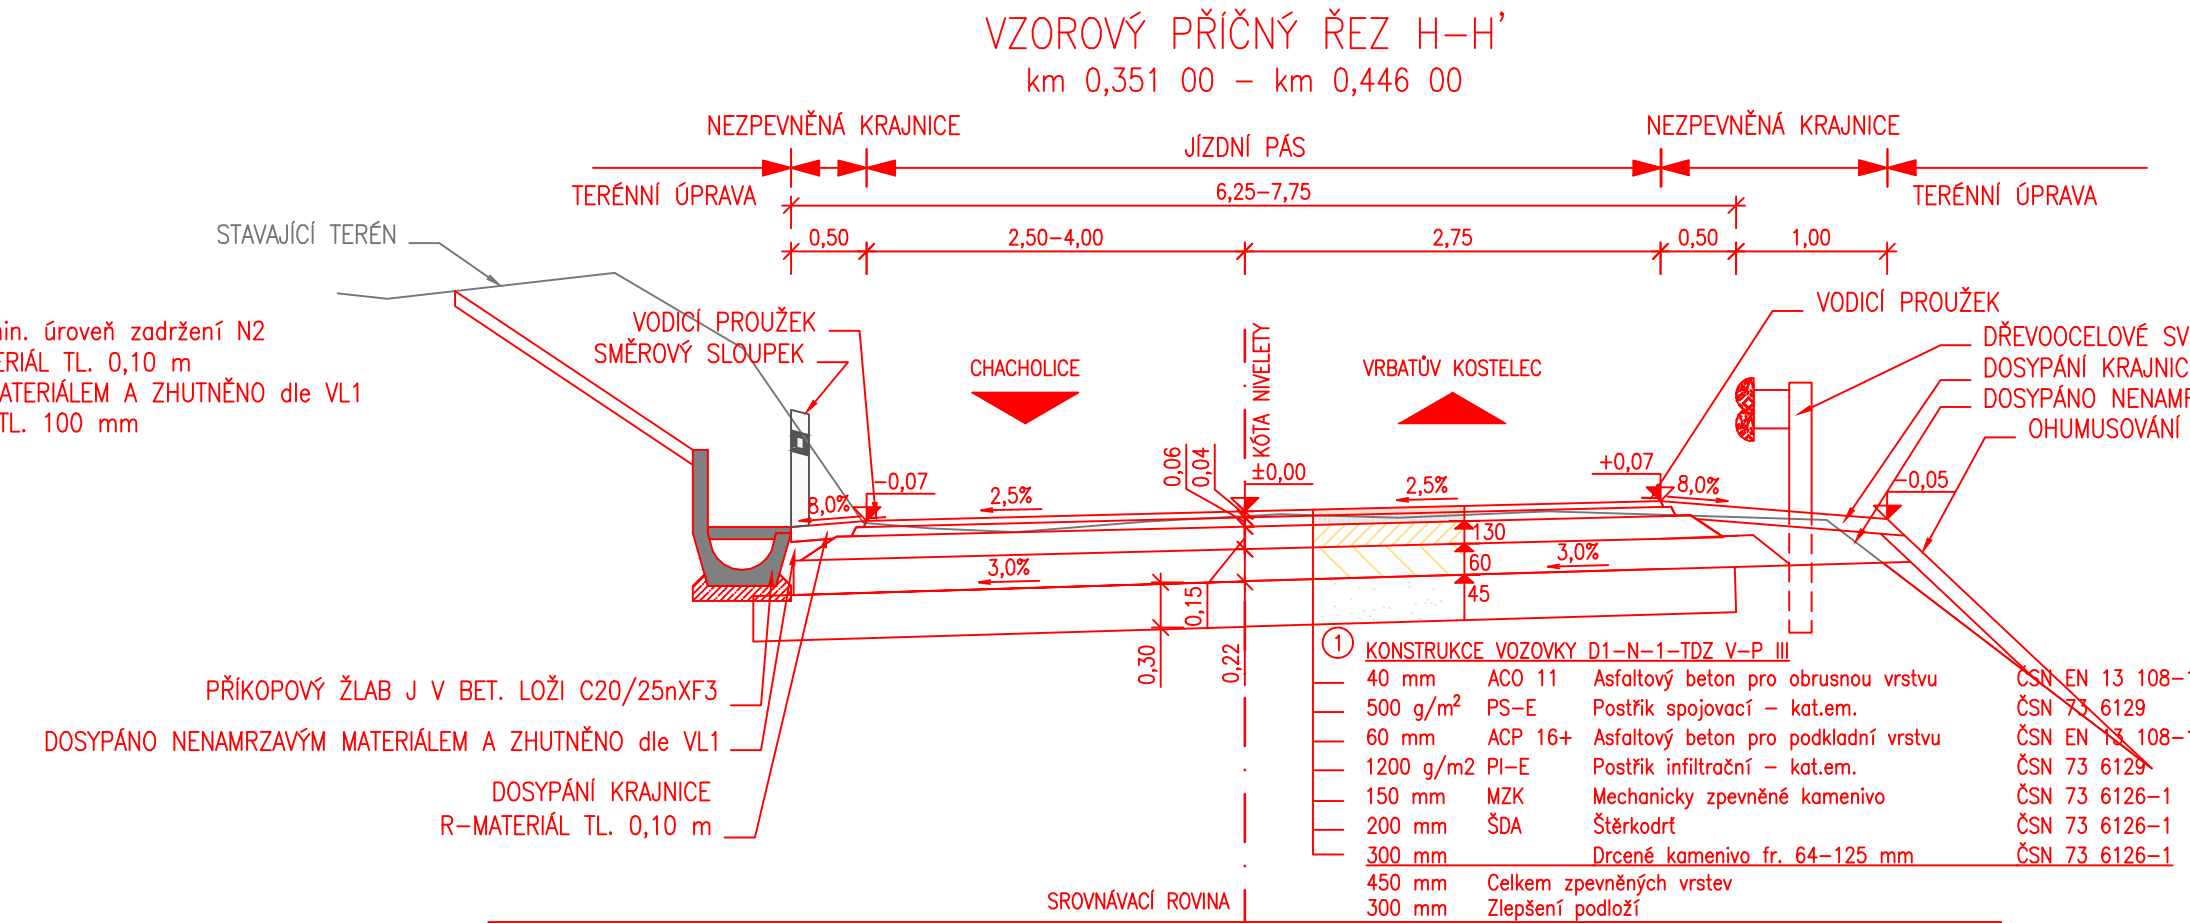 VZOROVÝ PŘÍČNÝ ŘEZ H-H'
km 0,351 00 - km 0,446 00
NEZPEVNĚNÁ KRAJNICE
JÍZDNÍ PÁS
NEZPEVNĚNÁ KRAJNICE
TERÉNNÍ ÚPRAVA
6,25-7,75
TERÉNNÍ ÚPRAVA
STAVAJÍCÍ TERÉN
0,50
2,50-4,00
2,75
0,50
1,00
in. úroveň zadržení N2
ERIÁL TL. 0,10 m
MATERIÁLEM A ZHUTNĚNO dle VL1
TL. 100 mm
VODICÍ PROUŽEK
SMĚROVÝ SLOUPEK
CHACHOLICE
KÓTA NIVELETY
VRBATŮV KOSTELEC
VODICÍ PROUŽEK
DŘEVOOCELOVÉ SV
DOSYPÁNÍ KRAJNIC
DOSYPÁNO NENAMR
OHUMUSOVÁNÍ
-0,07
0,06
0,04
±0,00
+0,07
-0,05
8,0%
2,5%
2,5%
8,0%
3,0%
3,0%
130
60
45
0,15
0,30
0,22
PŘÍKOPOVÝ ŽLAB J V BET. LOŽI C20/25nXF3
DOSYPÁNO NENAMRZAVÝM MATERIÁLEM A ZHUTNĚNO dle VL1
DOSYPÁNÍ KRAJNICE
R-MATERIÁL TL. 0,10 m
1 KONSTRUKCE VOZOVKY D1-N-1-TDZ V-P III
40 mm ACO 11 Asfaltový beton pro obrusnou vrstvu ČSN EN 13 108-1
500 g/m² PS-E Postřik spojovací - kat.em. ČSN 73 6129
60 mm ACP 16+ Asfaltový beton pro podkladní vrstvu ČSN EN 13 108-1
1200 g/m2 PI-E Postřik infiltrační - kat.em. ČSN 73 6129
150 mm MZK Mechanicky zpevněné kamenivo ČSN 73 6126-1
200 mm ŠDA Štěrkodrť ČSN 73 6126-1
300 mm Drcené kamenivo fr. 64-125 mm ČSN 73 6126-1
450 mm Celkem zpevněných vrstev
300 mm Zlepšení podloží
SROVNÁVACÍ ROVINA